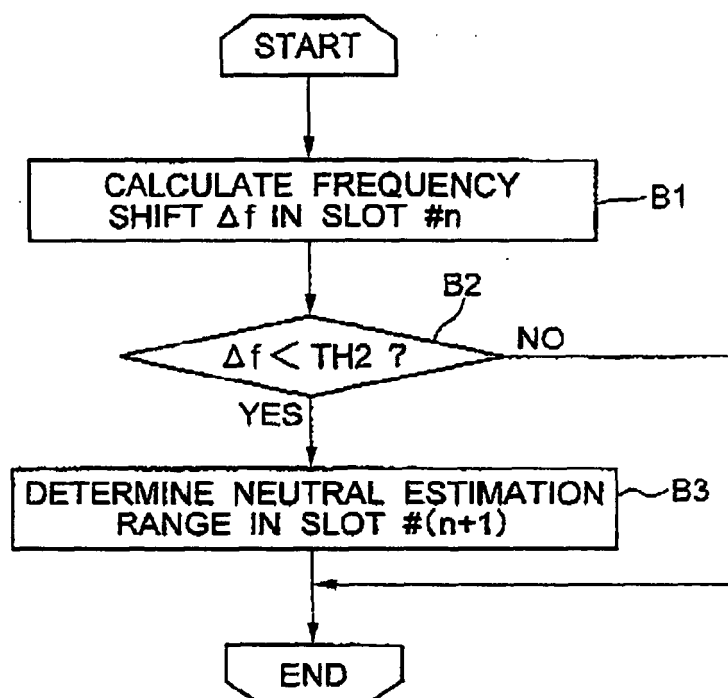 START
CALCULATE FREQUENCY
SHIFT Δf IN SLOT #n
B1
B2
Δf < TH2 ?
NO
YES
DETERMINE NEUTRAL ESTIMATION
RANGE IN SLOT #(n+1)
B3
END